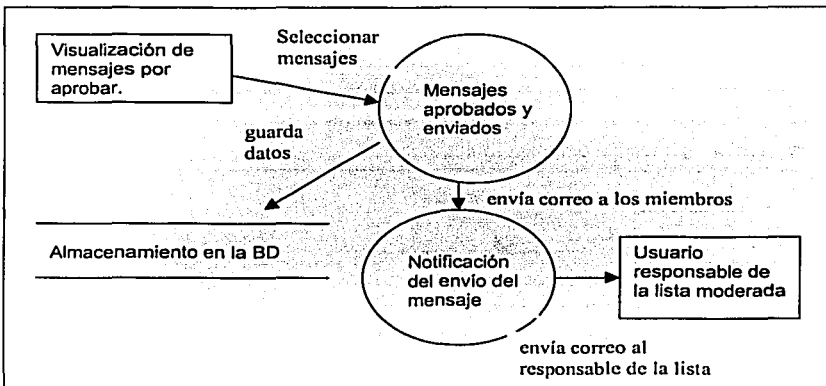 Visualización de
mensajes por
aprobar.
Seleccionar
mensajes
Mensajes
aprobados y
enviados
guarda
datos
envía correo a los miembros
Almacenamiento en la BD
Notificación
del envío del
mensaje
Usuario
responsable de
la lista moderada
envía correo al
responsable de la lista